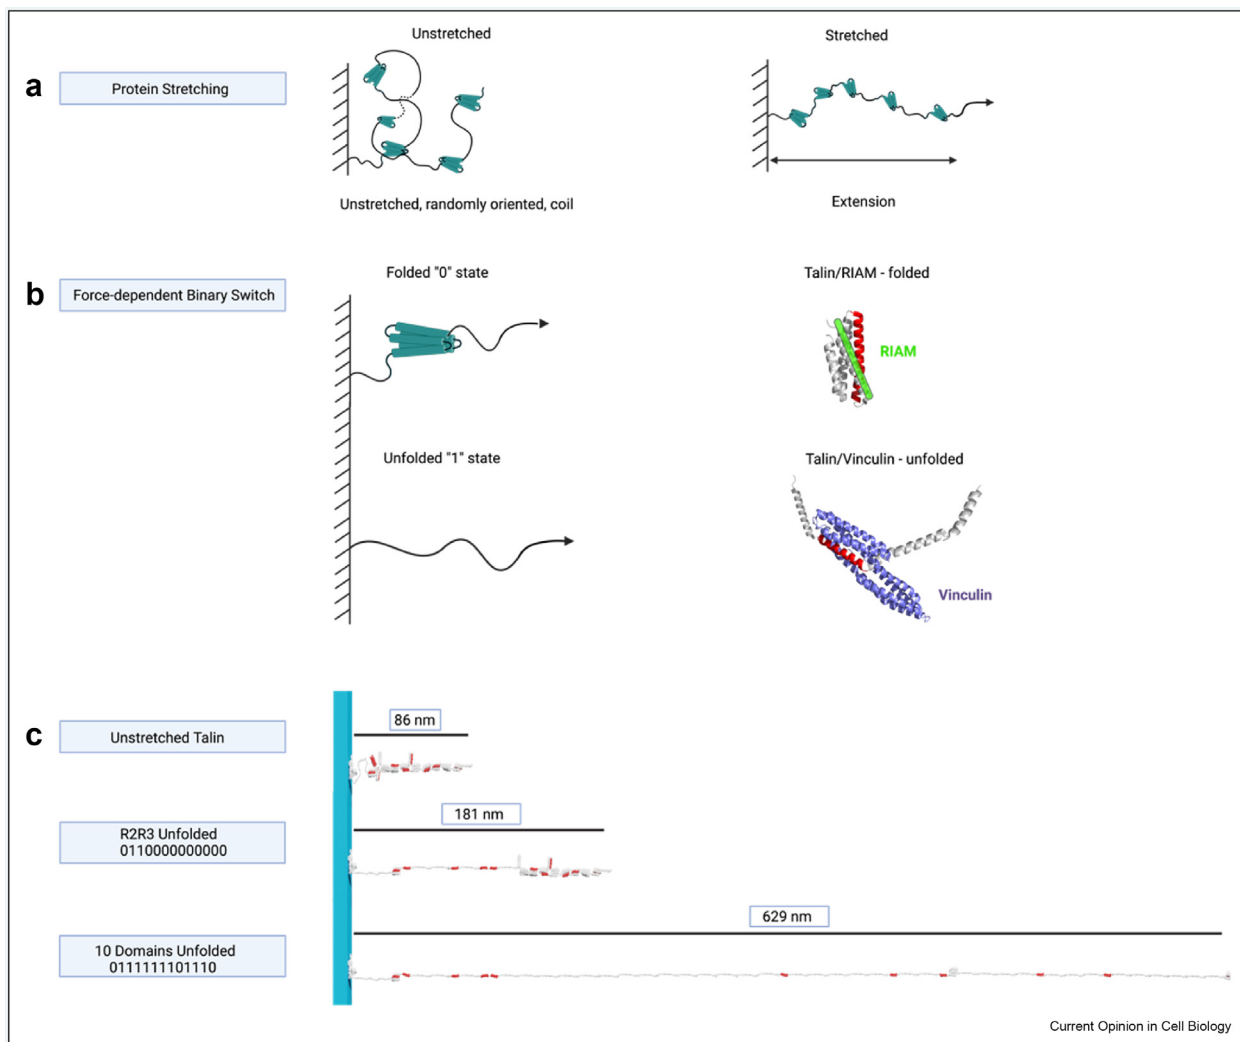 a
Protein Stretching
Unstretched
Stretched
Unstretched, randomly oriented, coil
Extension
b
Force-dependent Binary Switch
Folded "0" state
Talin/RIAM - folded
RIAM
Unfolded "1" state
Talin/Vinculin - unfolded
Vinculin
c
Unstretched Talin
86 nm
R2R3 Unfolded
0110000000000
181 nm
10 Domains Unfolded
0111111101110
629 nm
Current Opinion in Cell Biology